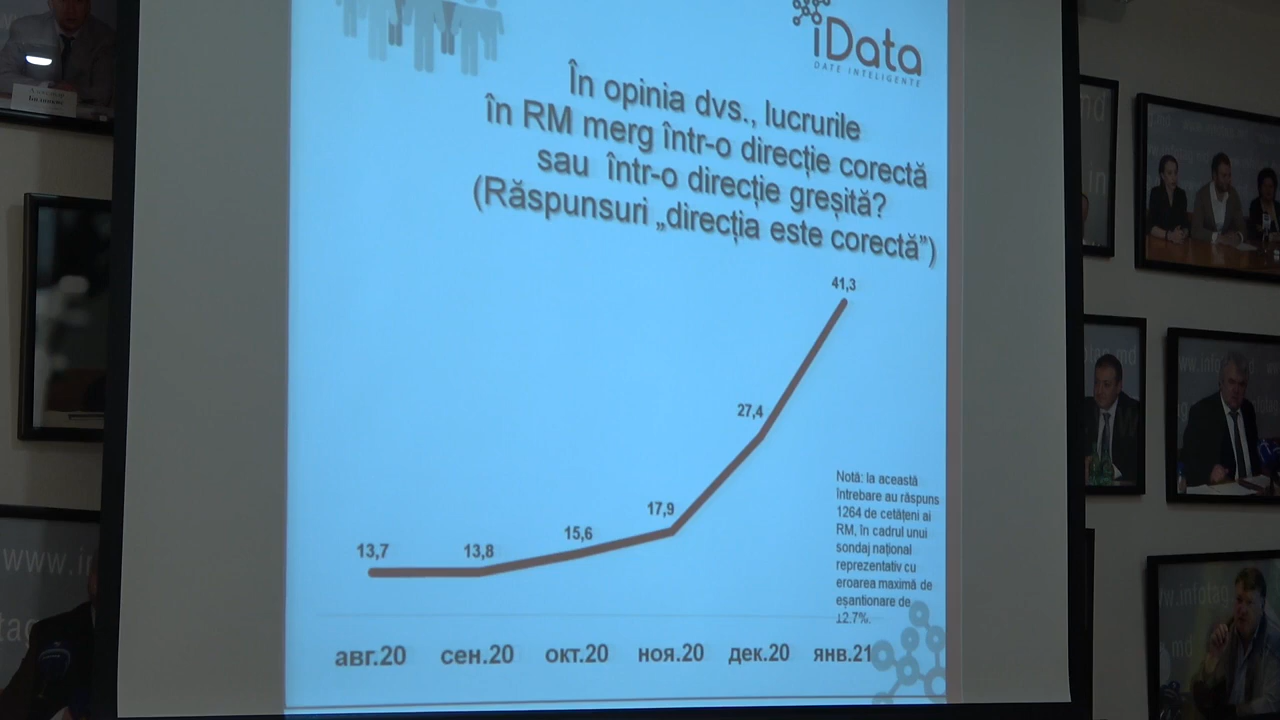 iData
DATE INTELIGENTE
În opinia dvs., lucrurile
în RM merg într-o direcție corectă
sau într-o direcție greșită?
(Răspunsuri „direcția este corectă”)
41,3
27,4
17,9
15,6
13,8
13,7
Notă: la această
întrebare au răspuns
1264 de cetățeni ai
RM, în cadrul unui
sondaj național
reprezentativ cu
eroarea maximă de
eșantionare de
±2.7%.
авг.20 сен.20 окт.20 ноя.20 дек.20 янв.21
www.in